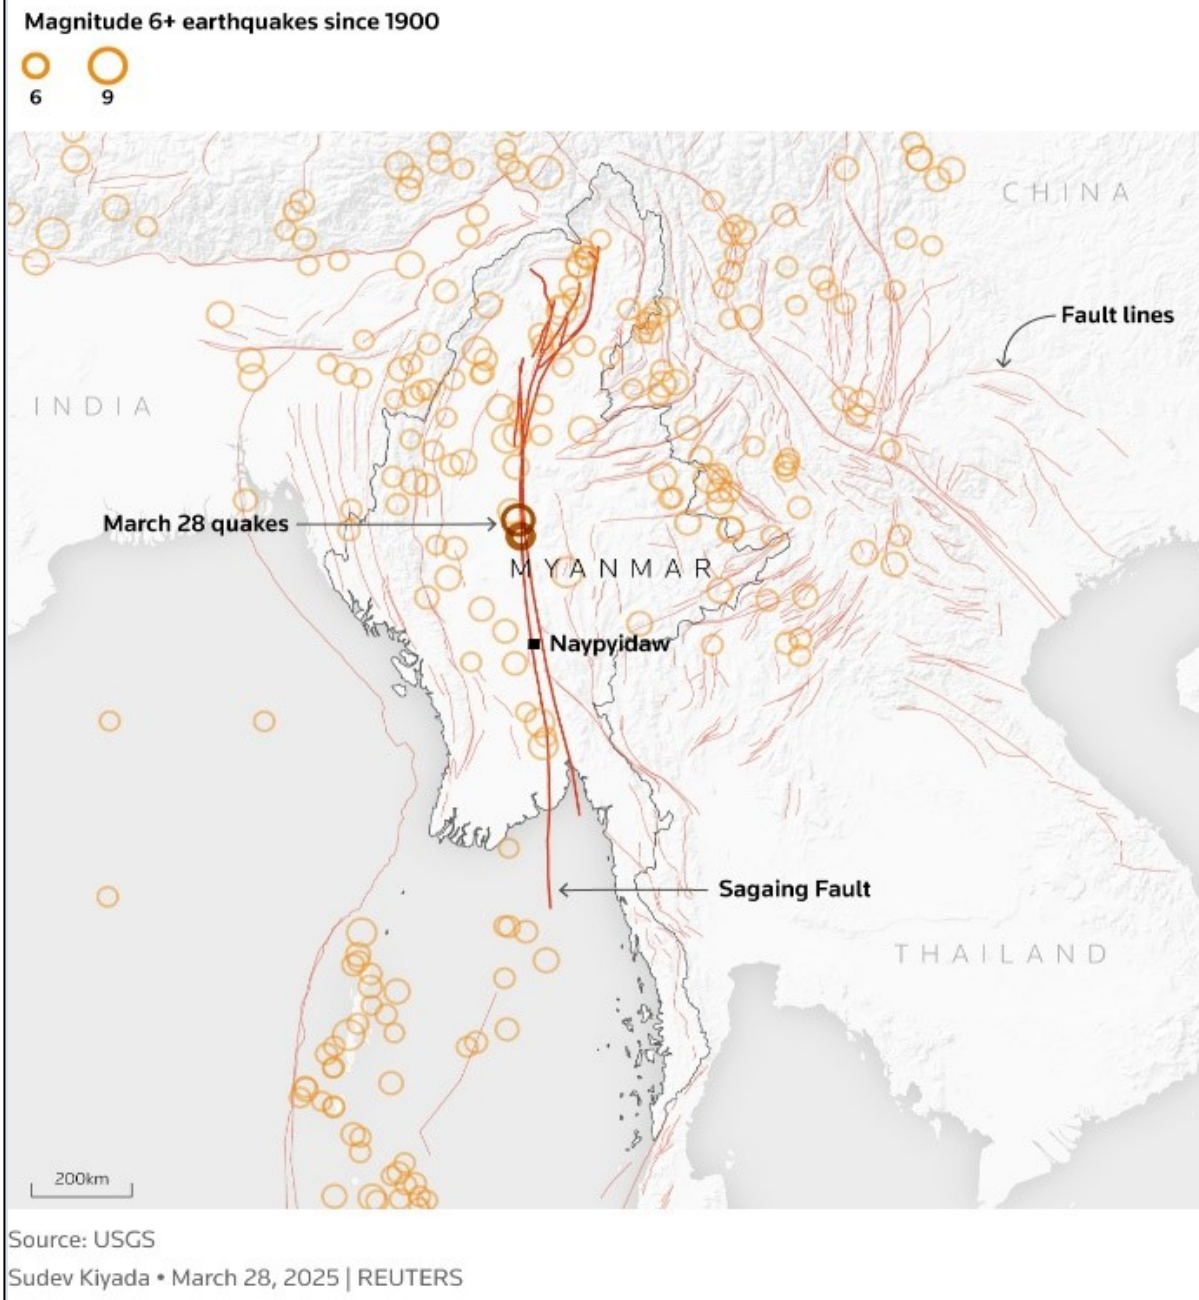 Magnitude 6+ earthquakes since 1900
6 9
CHINA
Fault lines
INDIA
March 28 quakes
MYANMAR
Naypyidaw
Sagaing Fault
THAILAND
200km
Source: USGS
Sudev Kiyada • March 28, 2025 | REUTERS